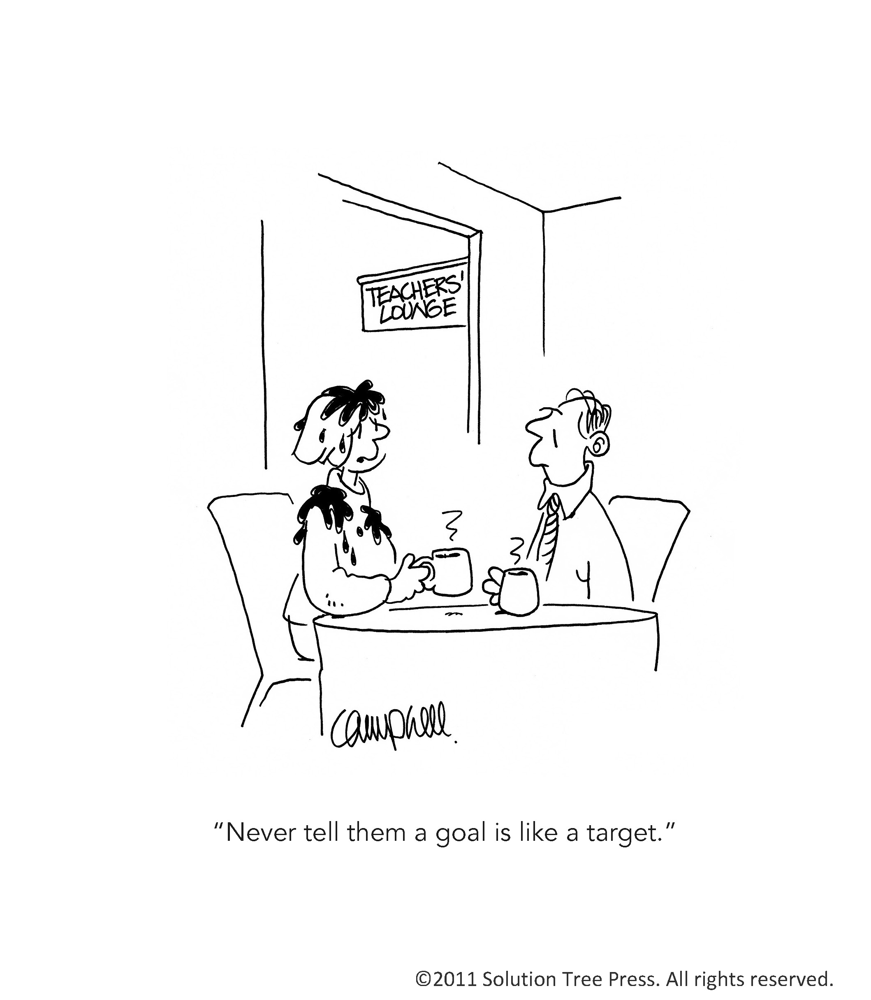 TEACHERS'
LOUNGE
Campbell.
“Never tell them a goal is like a target.”
©2011 Solution Tree Press. All rights reserved.